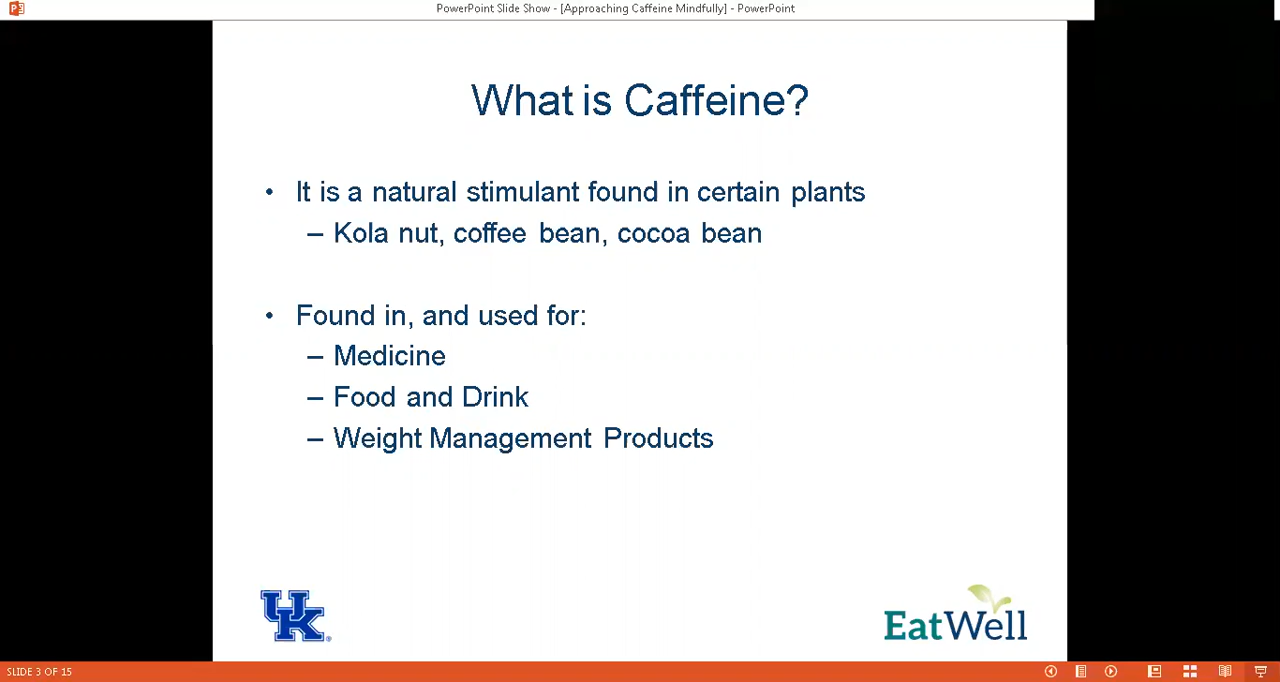 PowerPoint Slide Show - [Approaching Caffeine Mindfully] - PowerPoint
What is Caffeine?
• It is a natural stimulant found in certain plants
– Kola nut, coffee bean, cocoa bean
• Found in, and used for:
– Medicine
– Food and Drink
– Weight Management Products
UK®
EatWell
SLIDE 3 OF 15